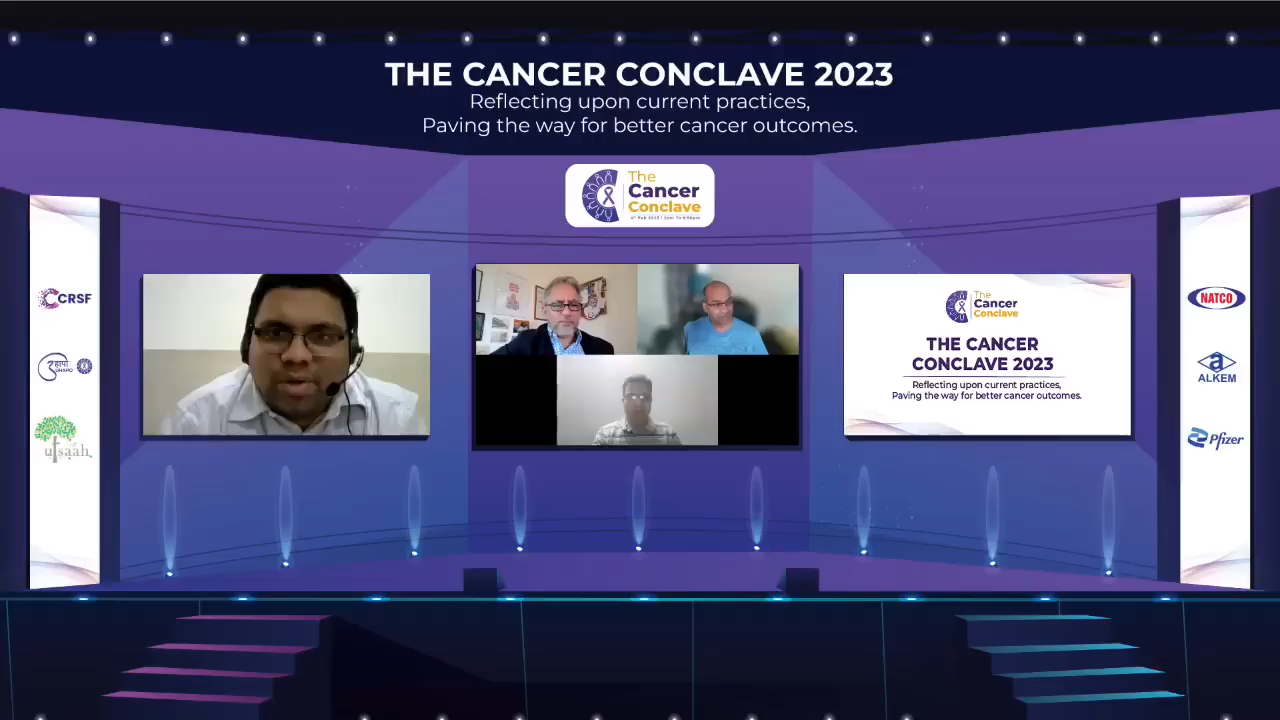 THE CANCER CONCLAVE 2023
Reflecting upon current practices,
Paving the way for better cancer outcomes.
The
Cancer
Conclave
CRSF
UHAPO
utsaah
The
Cancer
Conclave
THE CANCER
CONCLAVE 2023
Reflecting upon current practices,
Paving the way for better cancer outcomes.
NATCO
ALKEM
Pfizer